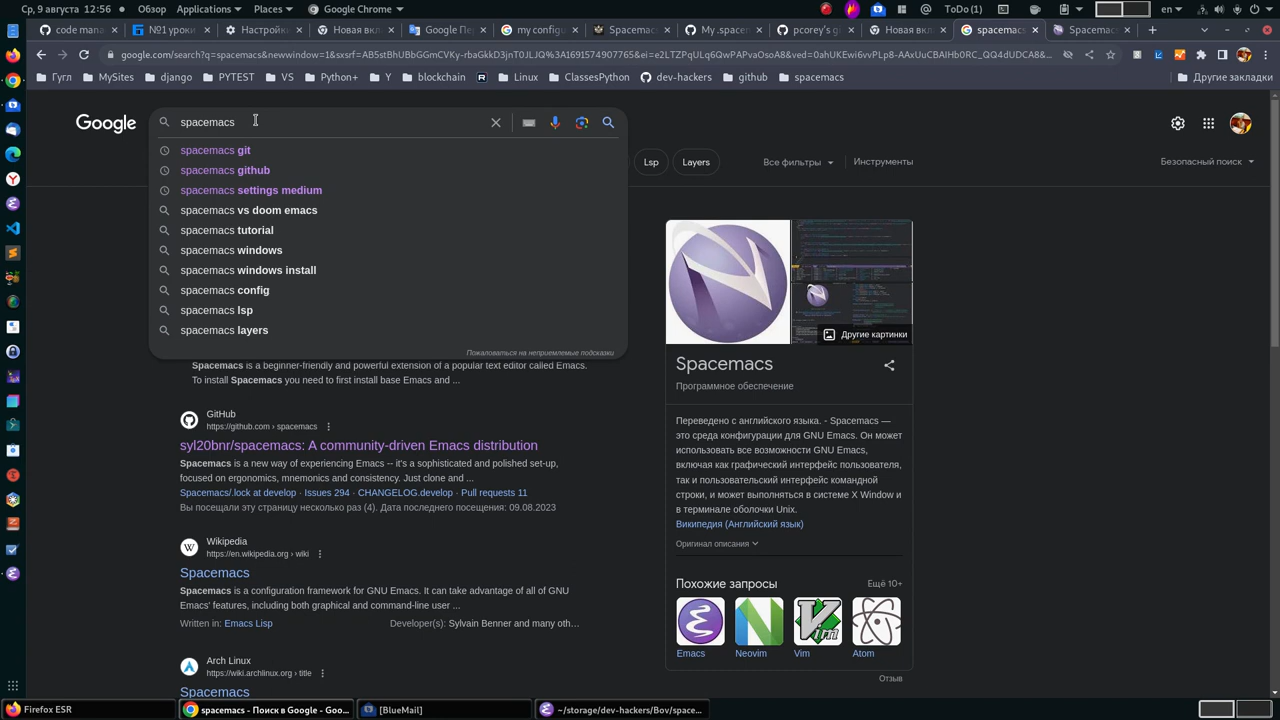 Ср, 9 августа 12:56
Обзор
Applications
Places
Google Chrome
ToDo (1)
en
code mana
N21 уроки
Настройки
Новая вкл
Google Пе
my configu
Spacemacs
My .spacem
pcorey's g
Новая вкл
spacemacs
Spacemacs
google.com/search?q=spacemacs&newwindow=1&sxsrf=AB5stBhUBbGGmCVKy-rbaGkkD3jnT0JLJQ%3A1691574907765&ei=e2LTZPqULq6QwPAPvaOsoA8&ved=0ahUKEwi6vvPLp8-AAxUuCBAIHb0RC_QQ4dUDCA8&...
Гугл
MySites
django
PYTEST
VS
Python+
Y
blockchain
Linux
ClassesPython
dev-hackers
github
spacemacs
Другие закладки
Google
spacemacs
spacemacs git
spacemacs github
spacemacs settings medium
spacemacs vs doom emacs
spacemacs tutorial
spacemacs windows
spacemacs windows install
spacemacs config
spacemacs lsp
spacemacs layers
Пожаловаться на неприемлемые подсказки
Lsp
Layers
Все фильтры
Инструменты
Безопасный поиск
Spacemacs is a beginner-friendly and powerful extension of a popular text editor called Emacs.
To install Spacemacs you need to first install base Emacs and ...
GitHub
https://github.com › spacemacs
syl20bnr/spacemacs: A community-driven Emacs distribution
Spacemacs is a new way of experiencing Emacs -- it's a sophisticated and polished set-up,
focused on ergonomics, mnemonics and consistency. Just clone and ...
Spacemacs/.lock at develop · Issues 294 · CHANGELOG.develop · Pull requests 11
Вы посещали эту страницу несколько раз (4). Дата последнего посещения: 09.08.2023
Wikipedia
https://en.wikipedia.org › wiki
Spacemacs
Spacemacs is a configuration framework for GNU Emacs. It can take advantage of all of GNU
Emacs' features, including both graphical and command-line user ...
Written in: Emacs Lisp
Developer(s): Sylvain Benner and many oth…
Arch Linux
https://wiki.archlinux.org › title
Spacemacs
Другие картинки
Spacemacs
Программное обеспечение
Переведено с английского языка. - Spacemacs —
это среда конфигурации для GNU Emacs. Он может
использовать все возможности GNU Emacs,
включая как графический интерфейс пользователя,
так и пользовательский интерфейс командной
строки, и может выполняться в системе X Window и
в терминале оболочки Unix.
Википедия (Английский язык)
Оригинал описания
Похожие запросы
Ещё 10+
Emacs
Neovim
Vim
Atom
Отзыв
Firefox ESR
spacemacs - Поиск в Google - Goo...
[BlueMail]
~/storage/dev-hackers/Bov/space...